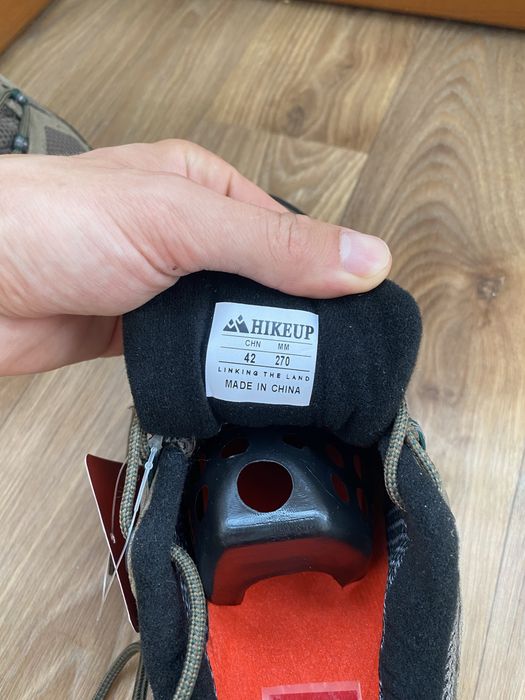 HIKEUP
CHN MM
42 270
LINKING THE LAND
MADE IN CHINA